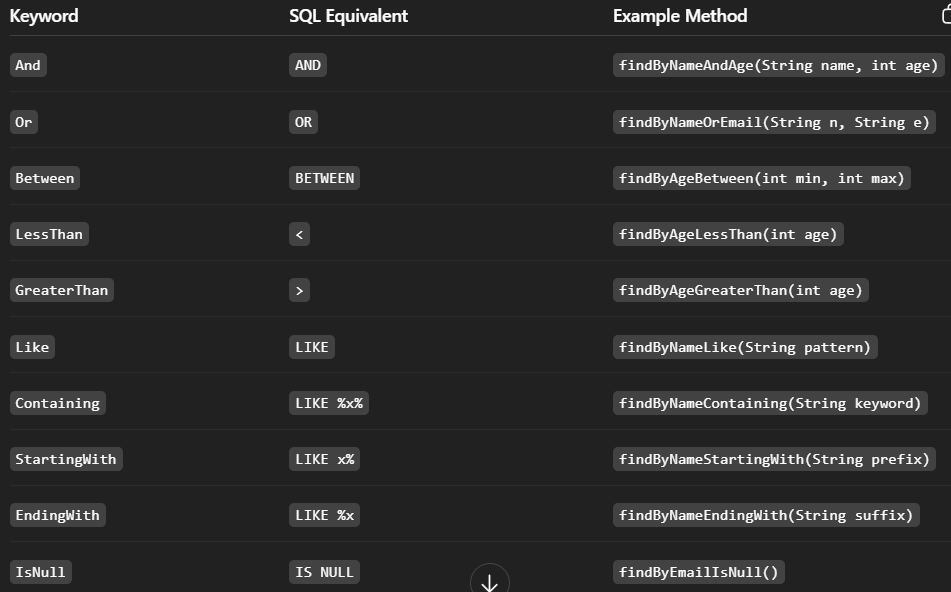 Keyword SQL Equivalent Example Method
And AND findByNameAndAge(String name, int age)
Or OR findByNameOrEmail(String n, String e)
Between BETWEEN findByAgeBetween(int min, int max)
LessThan < findByAgeLessThan(int age)
GreaterThan > findByAgeGreaterThan(int age)
Like LIKE findByNameLike(String pattern)
Containing LIKE %x% findByNameContaining(String keyword)
StartingWith LIKE x% findByNameStartingWith(String prefix)
EndingWith LIKE %x findByNameEndingWith(String suffix)
IsNull IS NULL findByEmailIsNull()